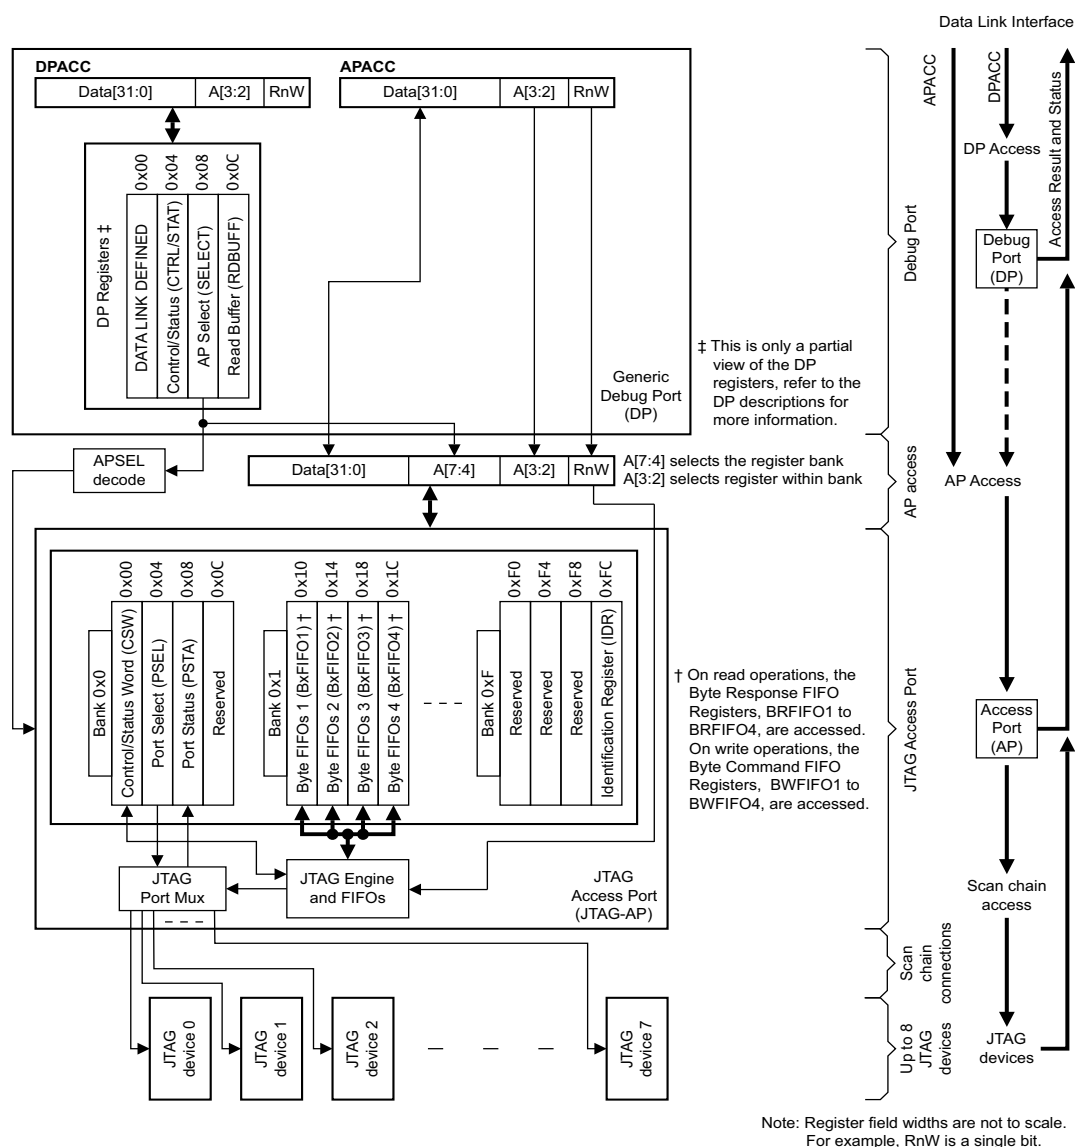 Data Link Interface
DPACC
Data[31:0] A[3:2] RnW
APACC
Data[31:0] A[3:2] RnW
DP Registers ‡
0x00
0x04
0x08
0x0C
DATA LINK DEFINED
Control/Status (CTRL/STAT)
AP Select (SELECT)
Read Buffer (RDBUFF)
Generic
Debug Port
(DP)
‡ This is only a partial
view of the DP
registers, refer to the
DP descriptions for
more information.
Debug Port
APACC
DPACC
Access Result and Status
DP Access
Debug
Port
(DP)
APSEL
decode
Data[31:0] A[7:4] A[3:2] RnW
A[7:4] selects the register bank
A[3:2] selects register within bank
AP access
AP Access
Bank 0x0
0x00
0x04
0x08
0x0C
Control/Status Word (CSW)
Port Select (PSEL)
Port Status (PSTA)
Reserved
Bank 0x1
0x10
0x14
0x18
0x1C
Byte FIFOs 1 (BxFIFO1) †
Byte FIFOs 2 (BxFIFO2) †
Byte FIFOs 3 (BxFIFO3) †
Byte FIFOs 4 (BxFIFO4) †
Bank 0xF
0xF0
0xF4
0xF8
0xFC
Reserved
Reserved
Reserved
Identification Register (IDR)
† On read operations, the
Byte Response FIFO
Registers, BRFIFO1 to
BRFIFO4, are accessed.
On write operations, the
Byte Command FIFO
Registers, BWFIFO1 to
BWFIFO4, are accessed.
JTAG Access Port
Access
Port
(AP)
JTAG
Port Mux
JTAG Engine
and FIFOs
JTAG
Access Port
(JTAG-AP)
Scan chain
access
Scan
chain
connections
JTAG
device 0
JTAG
device 1
JTAG
device 2
JTAG
device 7
Up to 8
JTAG
devices
JTAG
devices
Note: Register field widths are not to scale.
For example, RnW is a single bit.